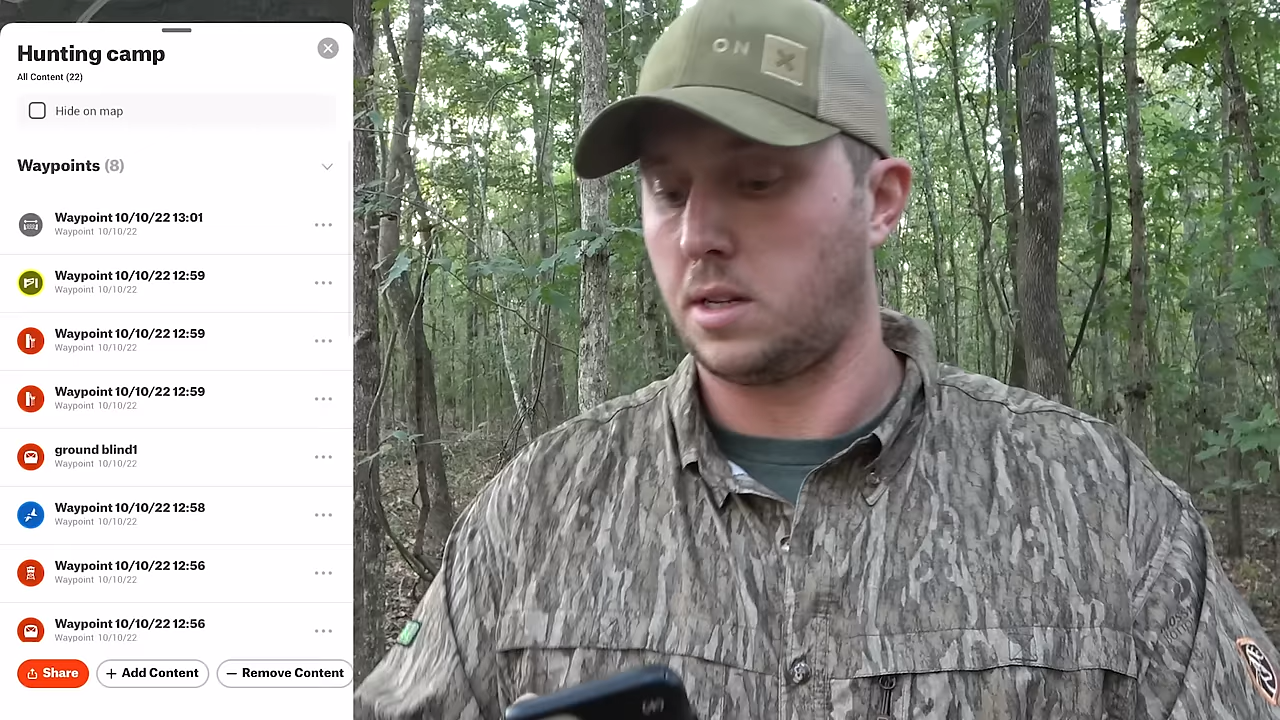 Hunting camp
All Content (22)
Hide on map
Waypoints (8)
Waypoint 10/10/22 13:01
Waypoint 10/10/22
Waypoint 10/10/22 12:59
Waypoint 10/10/22
Waypoint 10/10/22 12:59
Waypoint 10/10/22
Waypoint 10/10/22 12:59
Waypoint 10/10/22
ground blind1
Waypoint 10/10/22
Waypoint 10/10/22 12:58
Waypoint 10/10/22
Waypoint 10/10/22 12:56
Waypoint 10/10/22
Waypoint 10/10/22 12:56
Waypoint 10/10/22
Share
+ Add Content
— Remove Content
ON X